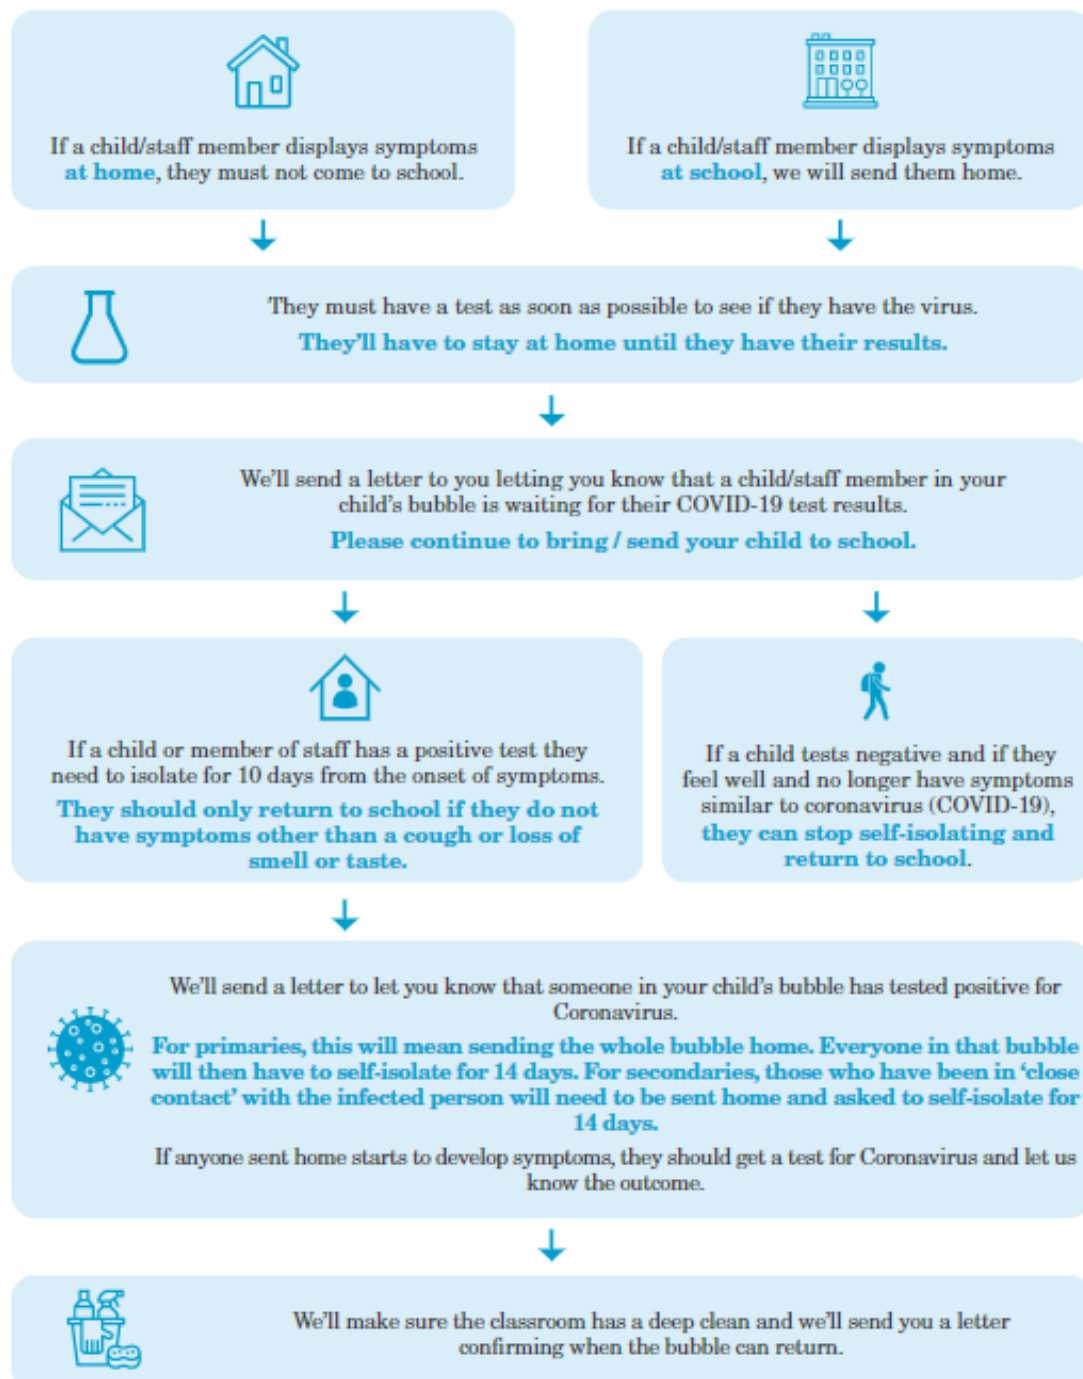 If a child/staff member displays symptoms
at home, they must not come to school.
If a child/staff member displays symptoms
at school, we will send them home.
They must have a test as soon as possible to see if they have the virus.
They'll have to stay at home until they have their results.
We'll send a letter to you letting you know that a child/staff member in your
child's bubble is waiting for their COVID-19 test results.
Please continue to bring / send your child to school.
If a child or member of staff has a positive test they
need to isolate for 10 days from the onset of symptoms.
They should only return to school if they do not
have symptoms other than a cough or loss of
smell or taste.
If a child tests negative and if they
feel well and no longer have symptoms
similar to coronavirus (COVID-19),
they can stop self-isolating and
return to school.
We'll send a letter to let you know that someone in your child's bubble has tested positive for
Coronavirus.
For primaries, this will mean sending the whole bubble home. Everyone in that bubble
will then have to self-isolate for 14 days. For secondaries, those who have been in 'close
contact' with the infected person will need to be sent home and asked to self-isolate for
14 days.
If anyone sent home starts to develop symptoms, they should get a test for Coronavirus and let us
know the outcome.
We'll make sure the classroom has a deep clean and we'll send you a letter
confirming when the bubble can return.